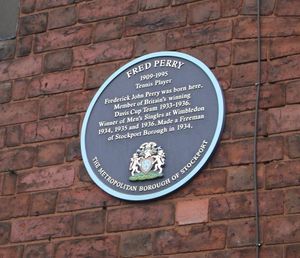 FRED PERRY
1909-1995
Tennis Player
Frederick John Perry was born here.
Member of Britain's winning
Davis Cup Team 1933-1936.
Winner of Men's Singles at Wimbledon
1934, 1935 and 1936. Made a Freeman
of Stockport Borough in 1934.
THE METROPOLITAN BOROUGH OF STOCKPORT